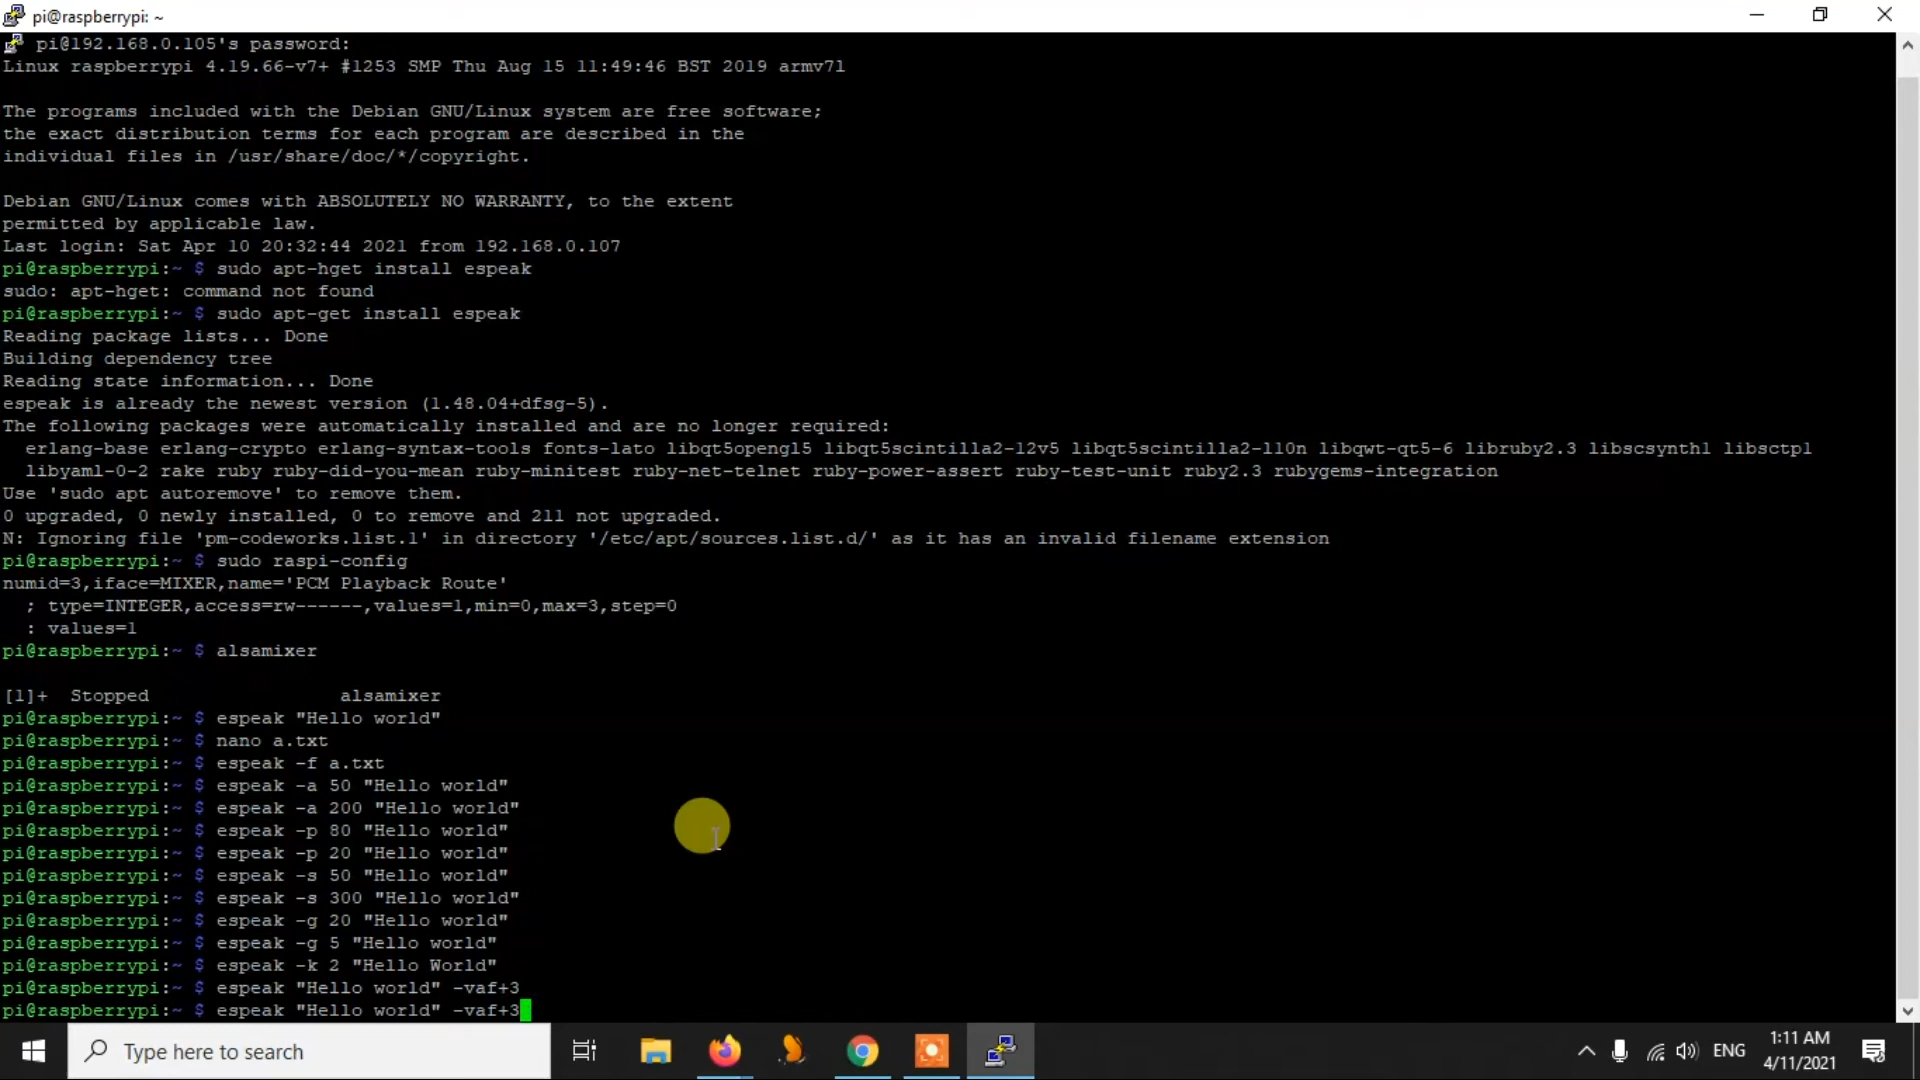 pi@raspberrypi: ~
pi@192.168.0.105's password:
Linux raspberrypi 4.19.66-v7+ #1253 SMP Thu Aug 15 11:49:46 BST 2019 armv7l
The programs included with the Debian GNU/Linux system are free software;
the exact distribution terms for each program are described in the
individual files in /usr/share/doc/*/copyright.
Debian GNU/Linux comes with ABSOLUTELY NO WARRANTY, to the extent
permitted by applicable law.
Last login: Sat Apr 10 20:32:44 2021 from 192.168.0.107
pi@raspberrypi:~ $ sudo apt-hget install espeak
sudo: apt-hget: command not found
pi@raspberrypi:~ $ sudo apt-get install espeak
Reading package lists... Done
Building dependency tree
Reading state information... Done
espeak is already the newest version (1.48.04+dfsg-5).
The following packages were automatically installed and are no longer required:
erlang-base erlang-crypto erlang-syntax-tools fonts-lato libqt5opengl5 libqt5scintilla2-12v5 libqt5scintilla2-l10n libqwt-qt5-6 libruby2.3 libscsynth1 libsctp1
libyaml-0-2 rake ruby ruby-did-you-mean ruby-minitest ruby-net-telnet ruby-power-assert ruby-test-unit ruby2.3 rubygems-integration
Use 'sudo apt autoremove' to remove them.
0 upgraded, 0 newly installed, 0 to remove and 211 not upgraded.
N: Ignoring file 'pm-codeworks.list.1' in directory '/etc/apt/sources.list.d/' as it has an invalid filename extension
pi@raspberrypi:~ $ sudo raspi-config
numid=3,iface=MIXER,name='PCM Playback Route'
; type=INTEGER,access=rw------,values=1,min=0,max=3,step=0
: values=1
pi@raspberrypi:~ $ alsamixer
[1]+ Stopped alsamixer
pi@raspberrypi:~ $ espeak "Hello world"
pi@raspberrypi:~ $ nano a.txt
pi@raspberrypi:~ $ espeak -f a.txt
pi@raspberrypi:~ $ espeak -a 50 "Hello world"
pi@raspberrypi:~ $ espeak -a 200 "Hello world"
pi@raspberrypi:~ $ espeak -p 80 "Hello world"
pi@raspberrypi:~ $ espeak -p 20 "Hello world"
pi@raspberrypi:~ $ espeak -s 50 "Hello world"
pi@raspberrypi:~ $ espeak -s 300 "Hello world"
pi@raspberrypi:~ $ espeak -g 20 "Hello world"
pi@raspberrypi:~ $ espeak -g 5 "Hello world"
pi@raspberrypi:~ $ espeak -k 2 "Hello World"
pi@raspberrypi:~ $ espeak "Hello world" -vaf+3
pi@raspberrypi:~ $ espeak "Hello world" -vaf+3
Type here to search
ENG
1:11 AM
4/11/2021